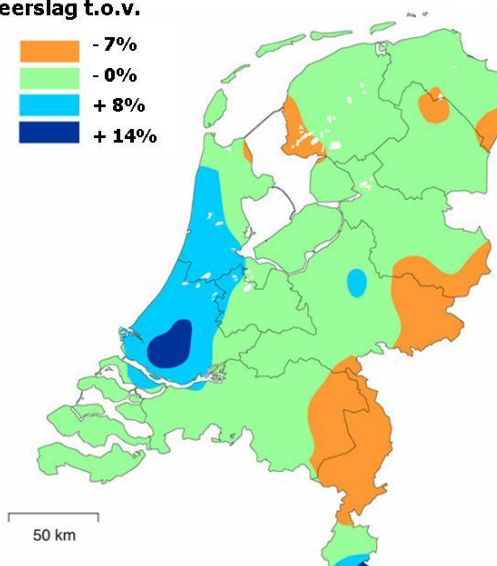 eerslag t.o.v.
- 7%
- 0%
+ 8%
+ 14%
50 km